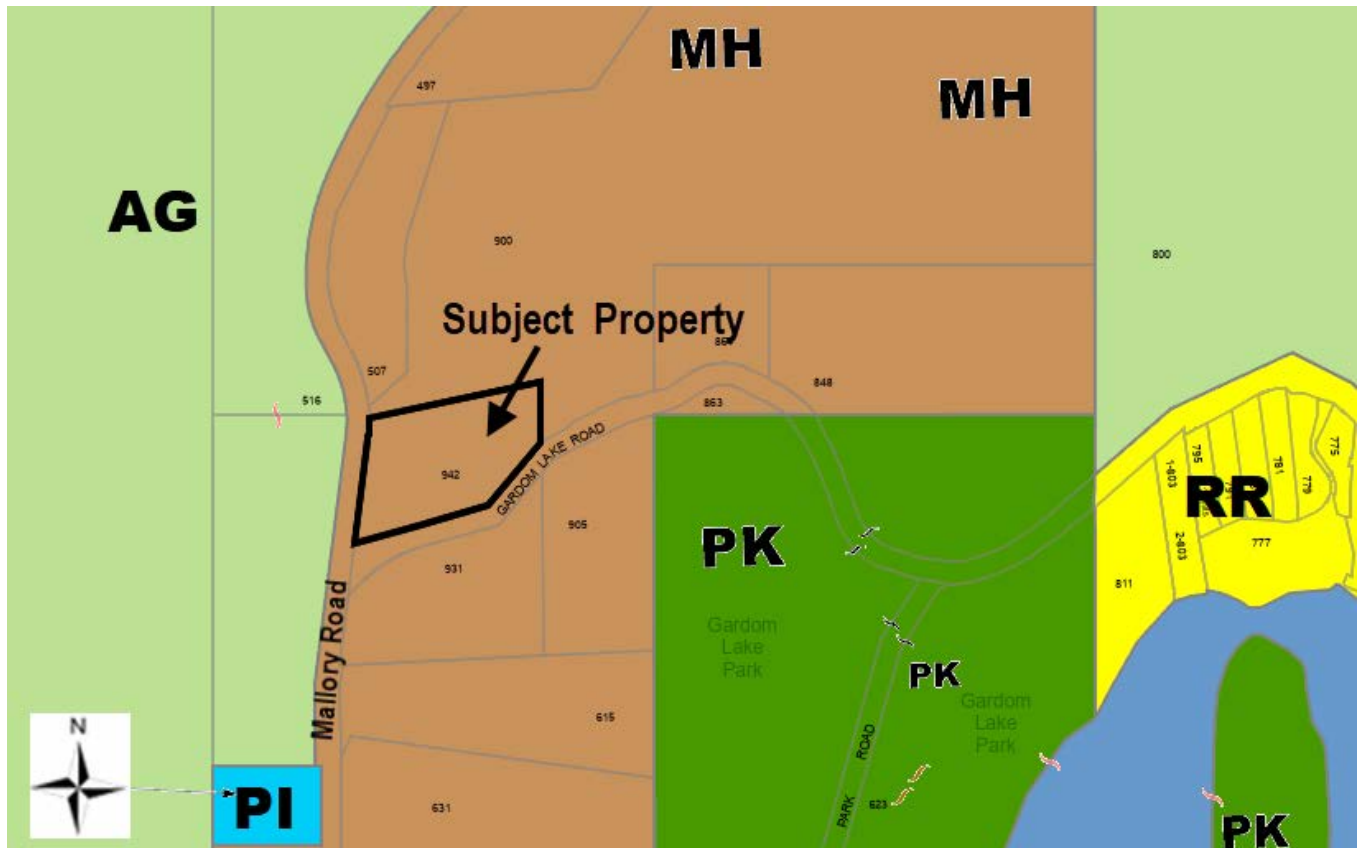 MH
MH
497
AG
900
800
Subject Property
848
507
516
863
GARDOM LAKE ROAD
942
905
931
PK
811
1-803
2-803
795
781
779
775
RR
777
Gardom
Lake
Park
PK
Gardom
Lake
Park
Mallory Road
615
631
PARK ROAD
623
N
PI
PK